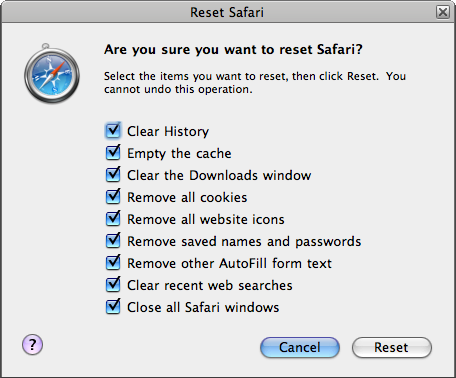 Reset Safari
Are you sure you want to reset Safari?
Select the items you want to reset, then click Reset.  You
cannot undo this operation.
Clear History
Empty the cache
Clear the Downloads window
Remove all cookies
Remove all website icons
Remove saved names and passwords
Remove other AutoFill form text
Clear recent web searches
Close all Safari windows
? Cancel Reset